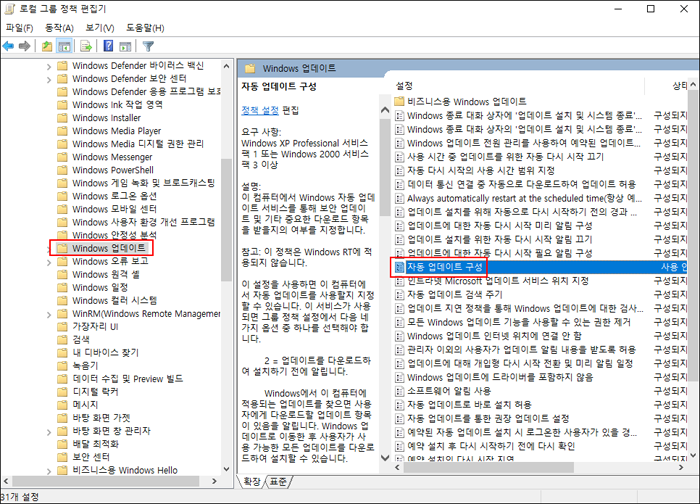 로컬 그룹 정책 편집기
파일(F) 동작(A) 보기(V) 도움말(H)
Windows Defender 바이러스 백신
Windows Defender 보안 센터
Windows Defender 응용 프로그램 보호
Windows Ink 작업 영역
Windows Installer
Windows Media Player
Windows Media 디지털 권한 관리
Windows Messenger
Windows PowerShell
Windows 게임 녹화 및 브로드캐스팅
Windows 로그온 옵션
Windows 모바일 센터
Windows 사용자 환경 개선 프로그램
Windows 안정성 분석
Windows 업데이트
Windows 오류 보고
Windows 원격 셸
Windows 일정
Windows 컬러 시스템
WinRM(Windows Remote Managemen
가장자리 UI
검색
내 디바이스 찾기
녹음기
데이터 수집 및 Preview 빌드
디지털 락커
메시지
바탕 화면 가젯
바탕 화면 창 관리자
배달 최적화
보안 센터
비즈니스용 Windows Hello
Windows 업데이트
자동 업데이트 구성
정책 설정 편집
요구 사항:
Windows XP Professional 서비스
팩 1 또는 Windows 2000 서비스
팩 3 이상
설명:
이 컴퓨터에서 Windows 자동 업데
이트 서비스를 통해 보안 업데이트
및 기타 중요한 다운로드 항목
을 받을지의 여부를 지정합니다.
참고: 이 정책은 Windows RT에 적
용되지 않습니다.
이 설정을 사용하면 이 컴퓨터에
서 자동 업데이트를 사용할지 지정
할 수 있습니다. 이 서비스가 사용
되면 그룹 정책 설정에서 다음 네
가지 옵션 중 하나를 선택해야 합
니다.
2 = 업데이트를 다운로드하
여 설치하기 전에 알립니다.
Windows에서 이 컴퓨터에
적용되는 업데이트를 찾으면 사용
자에게 다운로드할 업데이트 항목
이 있음을 알립니다. Windows 업
데이트로 이동한 후 사용자가 사
용 가능한 모든 업데이트를 다운로
드하여 설치할 수 있습니다.
설정 상태
비즈니스용 Windows 업데이트
Windows 종료 대화 상자에 '업데이트 설치 및 시스템 종료'... 구성되지
Windows 종료 대화 상자의 '업데이트 설치 및 시스템 종료'... 구성되지
Windows 업데이트 전원 관리를 사용하여 예약된 업데이트... 구성되지
사용 시간 중 업데이트를 위한 자동 다시 시작 끄기 구성되지
자동 다시 시작의 사용 시간 범위 지정 구성되지
데이터 통신 연결 중 자동으로 다운로드하여 업데이트 허용 구성되지
Always automatically restart at the scheduled time(항상 예... 구성되지
업데이트 설치를 위해 자동으로 다시 시작하기 전의 경과 ... 구성되지
업데이트에 대한 자동 다시 시작 미리 알림 구성 구성되지
업데이트 설치를 위한 자동 다시 시작 알림 끄기 구성되지
업데이트에 대한 자동 다시 시작 필요 알림 구성 구성되지
자동 업데이트 구성 사용 안
인트라넷 Microsoft 업데이트 서비스 위치 지정 구성되지
자동 업데이트 검색 주기 구성되지
업데이트 지연 정책을 통해 Windows 업데이트에 대한 검사... 구성되지
모든 Windows 업데이트 기능을 사용할 수 있는 권한 제거 구성되지
Windows 업데이트 인터넷 위치에 연결 안 함 구성되지
관리자 이외의 사용자가 업데이트 알림 내용을 받도록 허용 구성되지
업데이트에 대해 개입형 다시 시작 전환 및 미리 알림 일정 구성되지
Windows 업데이트에 드라이버를 포함하지 않음 구성되지
소프트웨어 알림 사용 구성되지
자동 업데이트로 바로 설치 허용 구성되지
자동 업데이트를 통한 권장 업데이트 설정 구성되지
예약된 자동 업데이트 설치 시 로그온한 사용자가 있을 경... 구성되지
예약 설치 후 다시 시작하기 전에 다시 확인 구성되지
예약 설치의 다시 시작 지연 구성되지
확장 표준
31개 설정